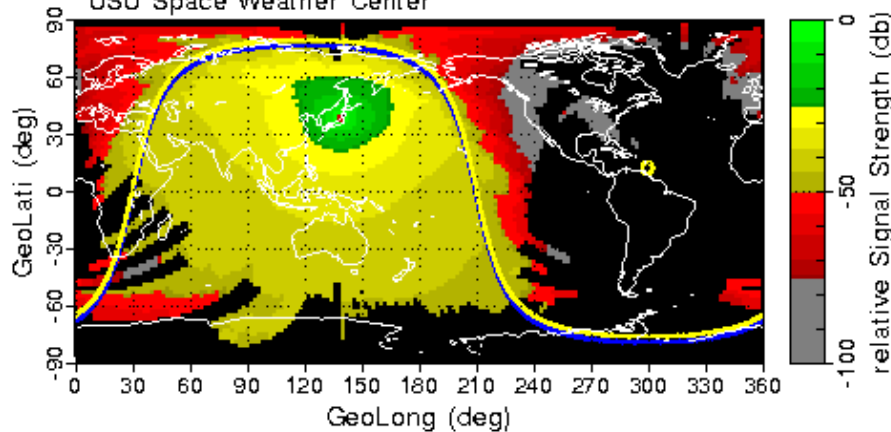 USU Space Weather Center
90
60
30
0
-30
-60
-90
GeoLati (deg)
0 30 60 90 120 150 180 210 240 270 300 330 360
GeoLong (deg)
0
-50
-100
relative Signal Strength (db)